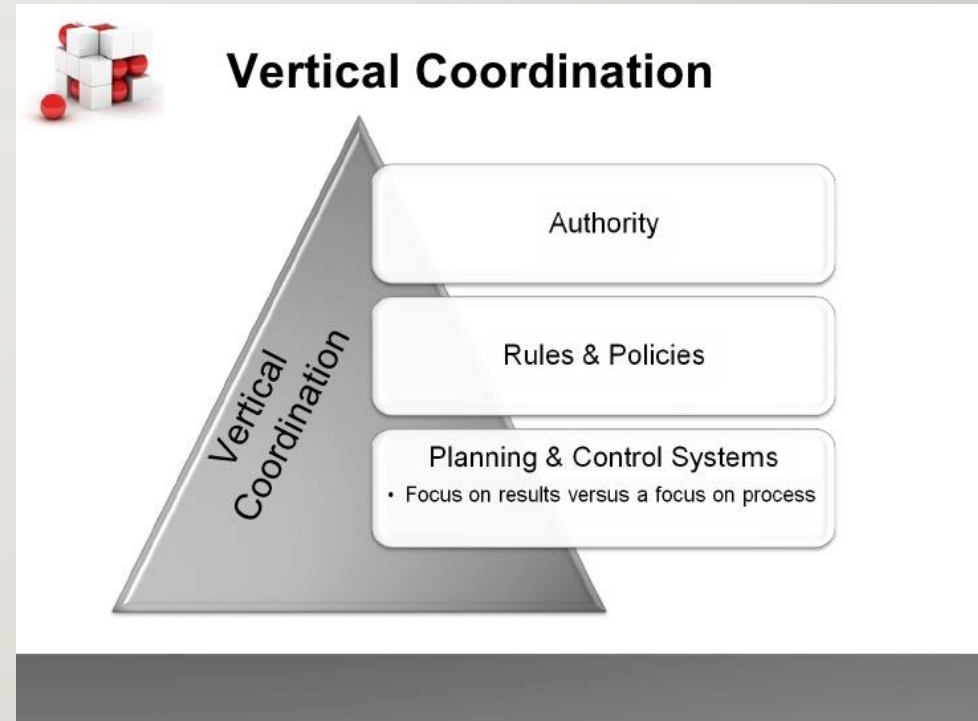 Vertical Coordination
Vertical
Coordination
Authority
Rules & Policies
Planning & Control Systems
• Focus on results versus a focus on process